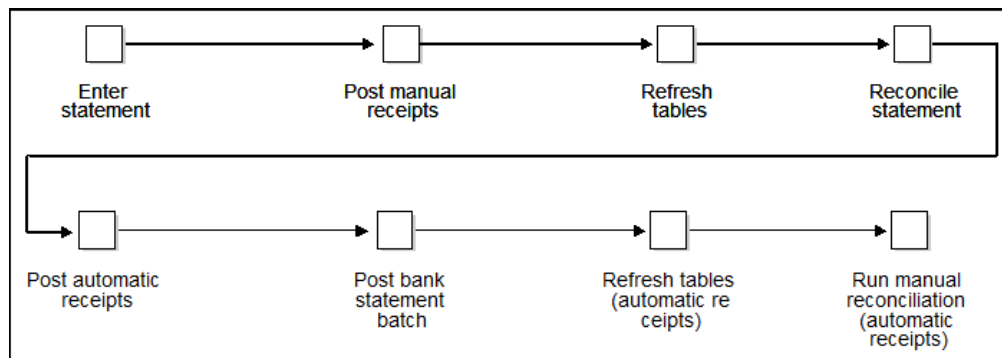 Enter
statement
Post manual
receipts
Refresh
tables
Reconcile
statement
Post automatic
receipts
Post bank
statement
batch
Refresh tables
(automatic re
ceipts)
Run manual
reconciliation
(automatic
receipts)